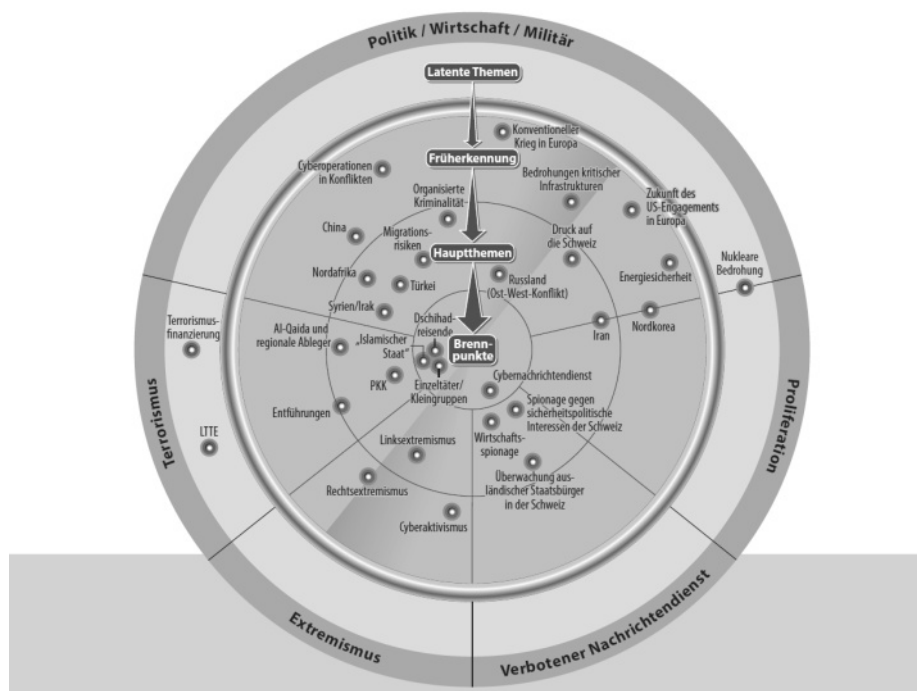 Politik / Wirtschaft / Militär
Latente Themen
Konventioneller
Krieg in Europa
Früherkennung
Cyberoperationen
in Konflikten
Bedrohungen kritischer
Infrastrukturen
Organisierte
Kriminalität
Zukunft des
US-Engagements
in Europa
China
Migrations-
risiken
Druck auf
die Schweiz
Hauptthemen
Nukleare
Bedrohung
Nordafrika
Türkei
Russland
(Ost-West-Konflikt)
Energiesicherheit
Syrien/Irak
Dschihad-
reisende
Nordkorea
Iran
Terrorismus-
finanzierung
Al-Qaida und
regionale Ableger
„Islamischer
Staat“
Brenn-
punkte
PKK
Einzeltäter/
Kleingruppen
Cybernachrichtendienst
Entführungen
Spionage gegen
sicherheitspolitische
Interessen der Schweiz
Terrorismus
Proliferation
LTTE
Linksextremismus
Wirtschafts-
spionage
Rechtsextremismus
Überwachung aus-
ländischer Staatsbürger
in der Schweiz
Cyberaktivismus
Extremismus
Verbotener Nachrichtendienst